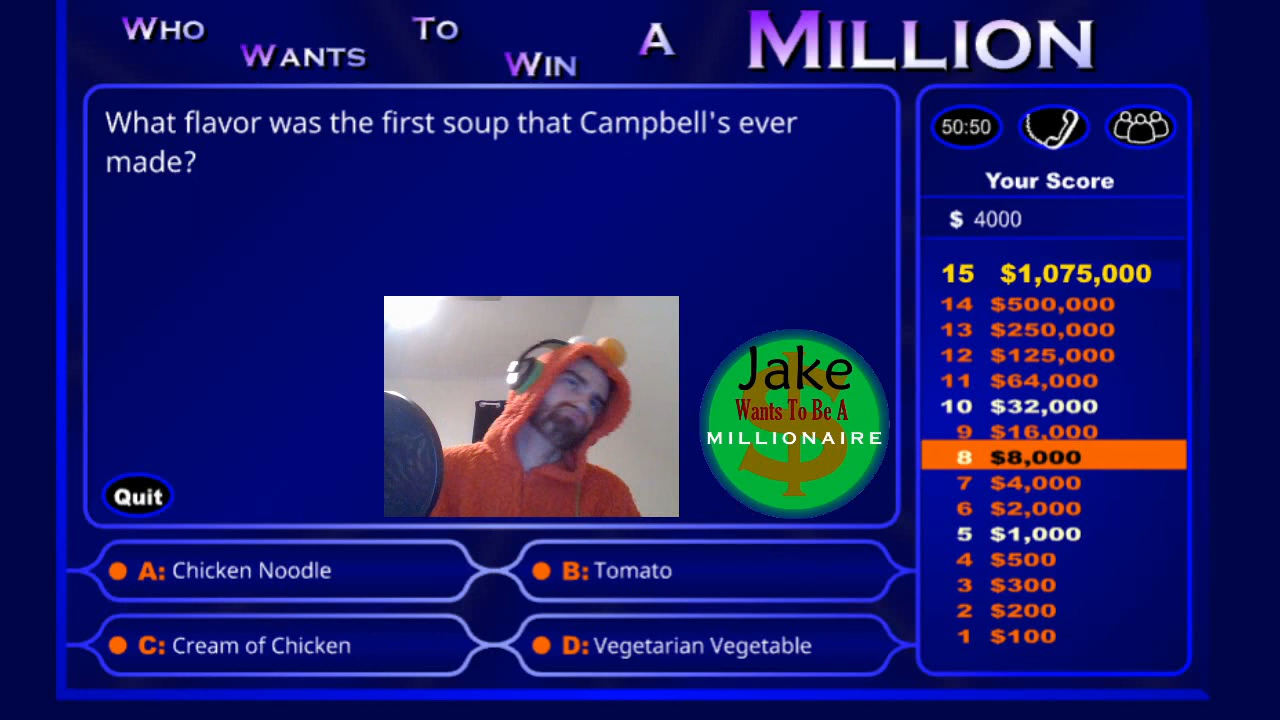 WHO WANTS TO WIN A MILLION
What flavor was the first soup that Campbell's ever
made?
Quit
Jake
Wants To Be A
MILLIONAIRE
A: Chicken Noodle
B: Tomato
C: Cream of Chicken
D: Vegetarian Vegetable
50:50
Your Score
$ 4000
15 $1,075,000
14 $500,000
13 $250,000
12 $125,000
11 $64,000
10 $32,000
9 $16,000
8 $8,000
7 $4,000
6 $2,000
5 $1,000
4 $500
3 $300
2 $200
1 $100